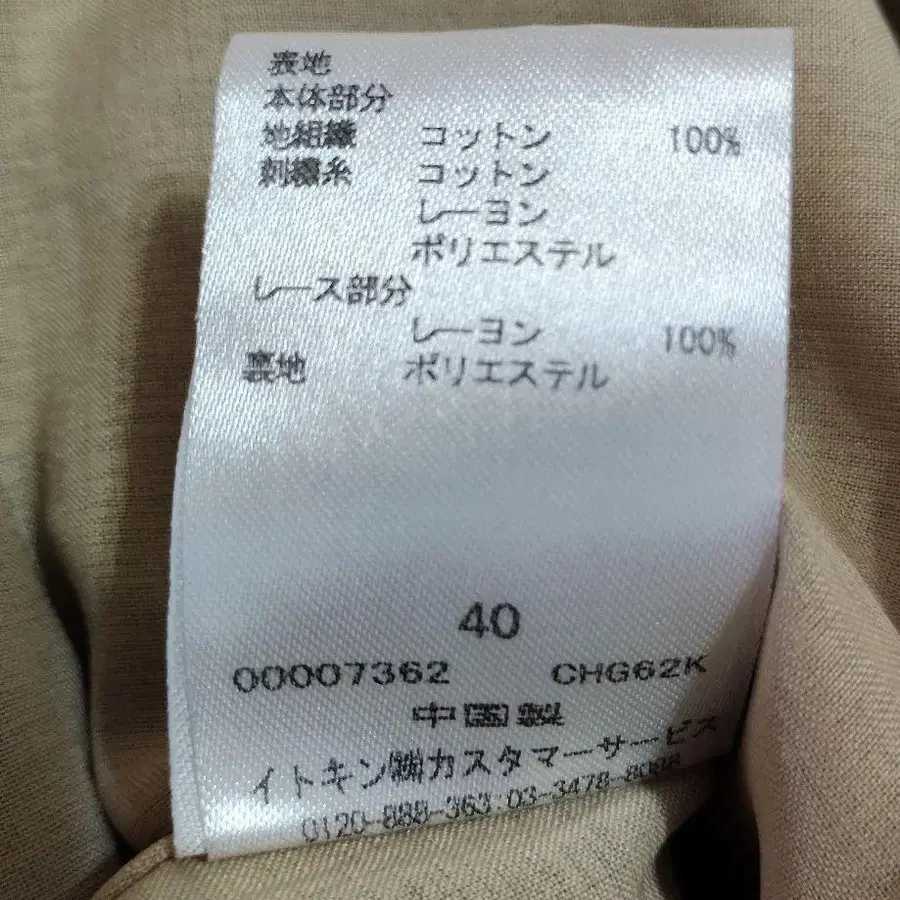 表地
本体部分
地組織 コットン 100%
刺繍糸 コットン
レーヨン
ポリエステル
レース部分
レーヨン 100%
裏地 ポリエステル
40
00007362 CHG62K
中国製
イトキン㈱カスタマーサービス
0120-888-363 03-3478-8088